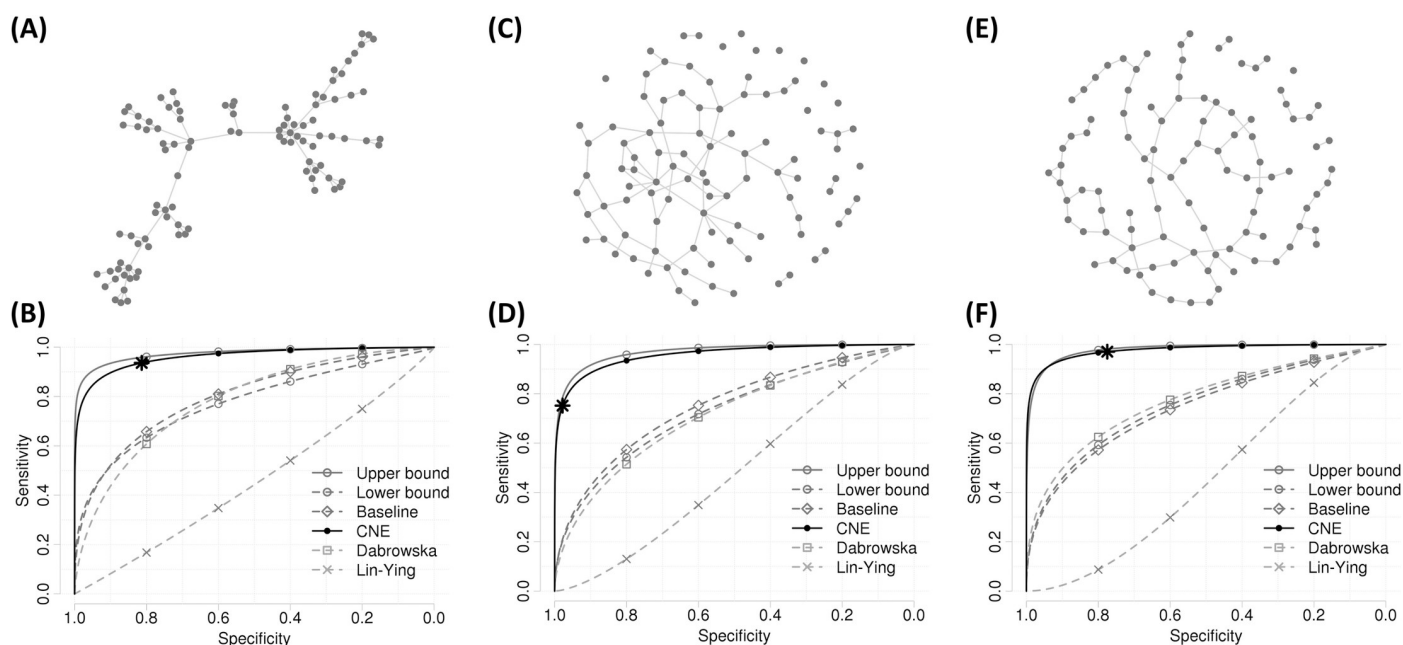 (A)
(C)
(E)
(B)
1.0
0.8
0.6
0.4
0.2
0.0
Sensitivity
1.0
0.8
0.6
0.4
0.2
0.0
Specificity
Upper bound
Lower bound
Baseline
CNE
Dabrowska
Lin-Ying
(D)
1.0
0.8
0.6
0.4
0.2
0.0
Sensitivity
1.0
0.8
0.6
0.4
0.2
0.0
Specificity
Upper bound
Lower bound
Baseline
CNE
Dabrowska
Lin-Ying
(F)
1.0
0.8
0.6
0.4
0.2
0.0
Sensitivity
1.0
0.8
0.6
0.4
0.2
0.0
Specificity
Upper bound
Lower bound
Baseline
CNE
Dabrowska
Lin-Ying